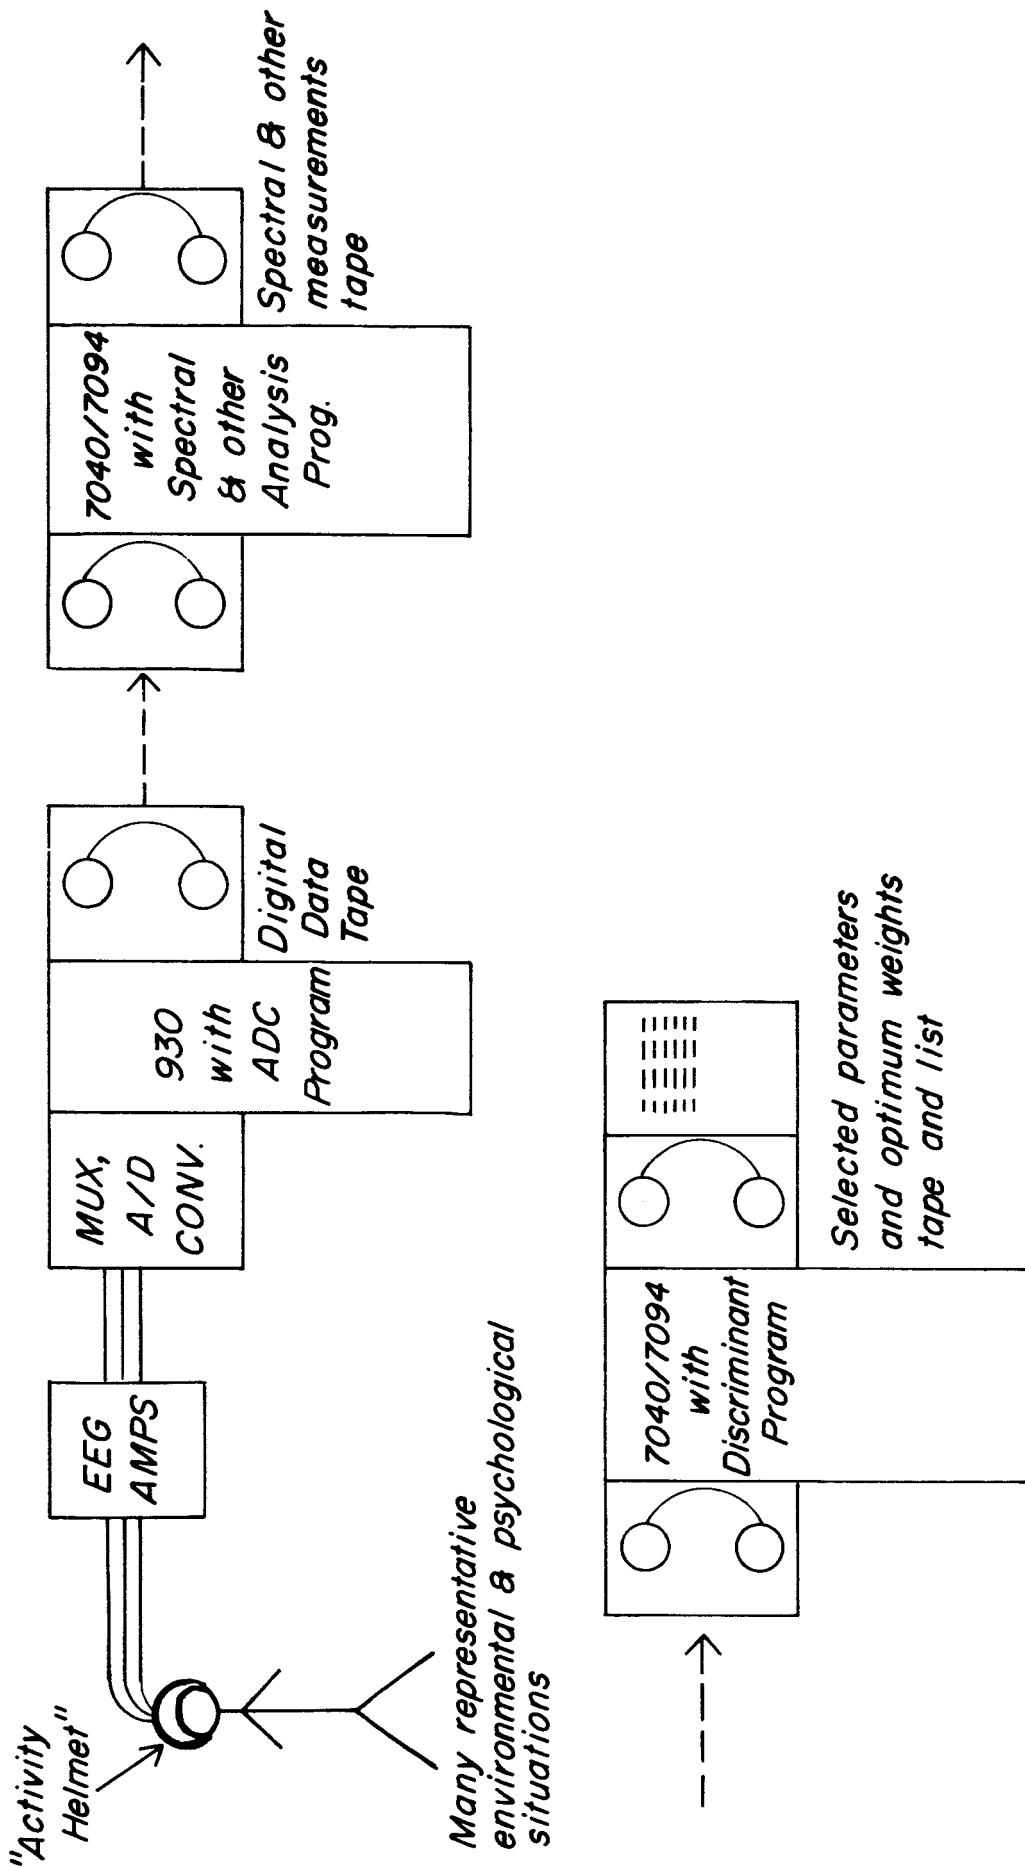 "Activity
Helmet"
Many representative
environmental & psychological
situations
EEG
AMPS
MUX,
A/D
CONV.
930
with
ADC
Program
Digital
Data
Tape
7040/7094
with
Spectral
& other
Analysis
Prog.
Spectral & other
measurements
tape
7040/7094
with
Discriminant
Program
Selected parameters
and optimum weights
tape and list